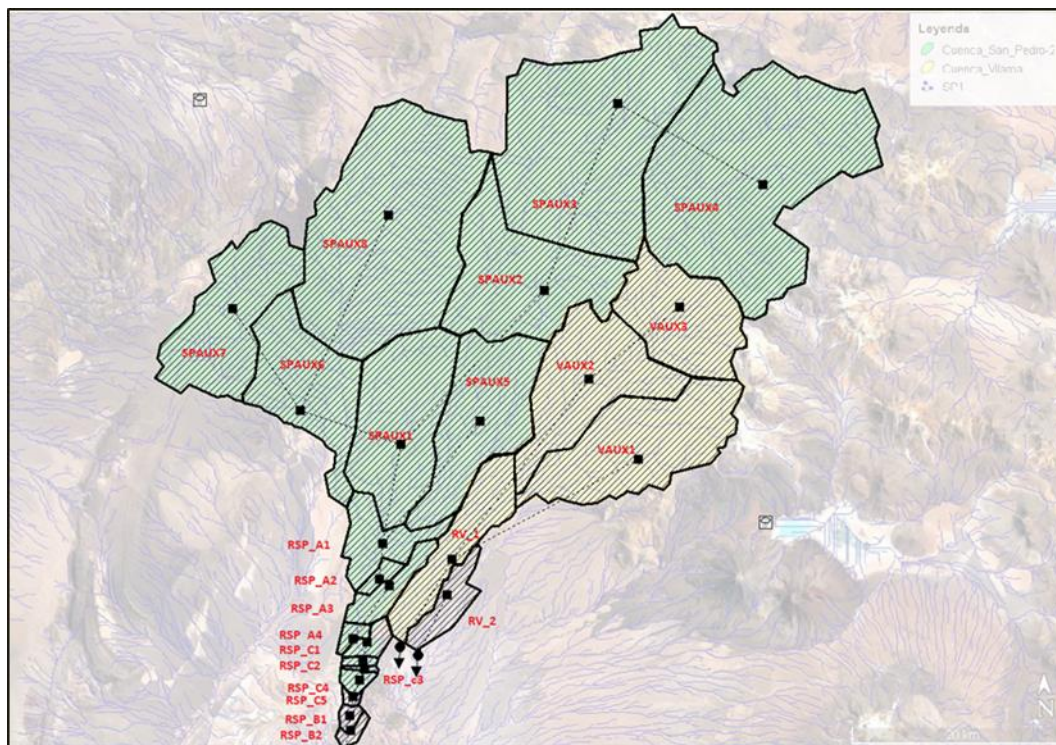 Leyenda
Cuenca_San_Pedro-2
Cuenca_Vilama
SPAUX3
SPAUX4
SPAUX8
SPAUX2
VAUX3
SPAUX7
SPAUX6
VAUX2
SPAUX5
SPAUX1
VAUX1
RV_1
RSP_A1
RSP_A2
RSP_A3
RV_2
RSP_A4
RSP_C1
RSP_C2
RSP_c3
RSP_C4
RSP_C5
RSP_B1
RSP_B2
N